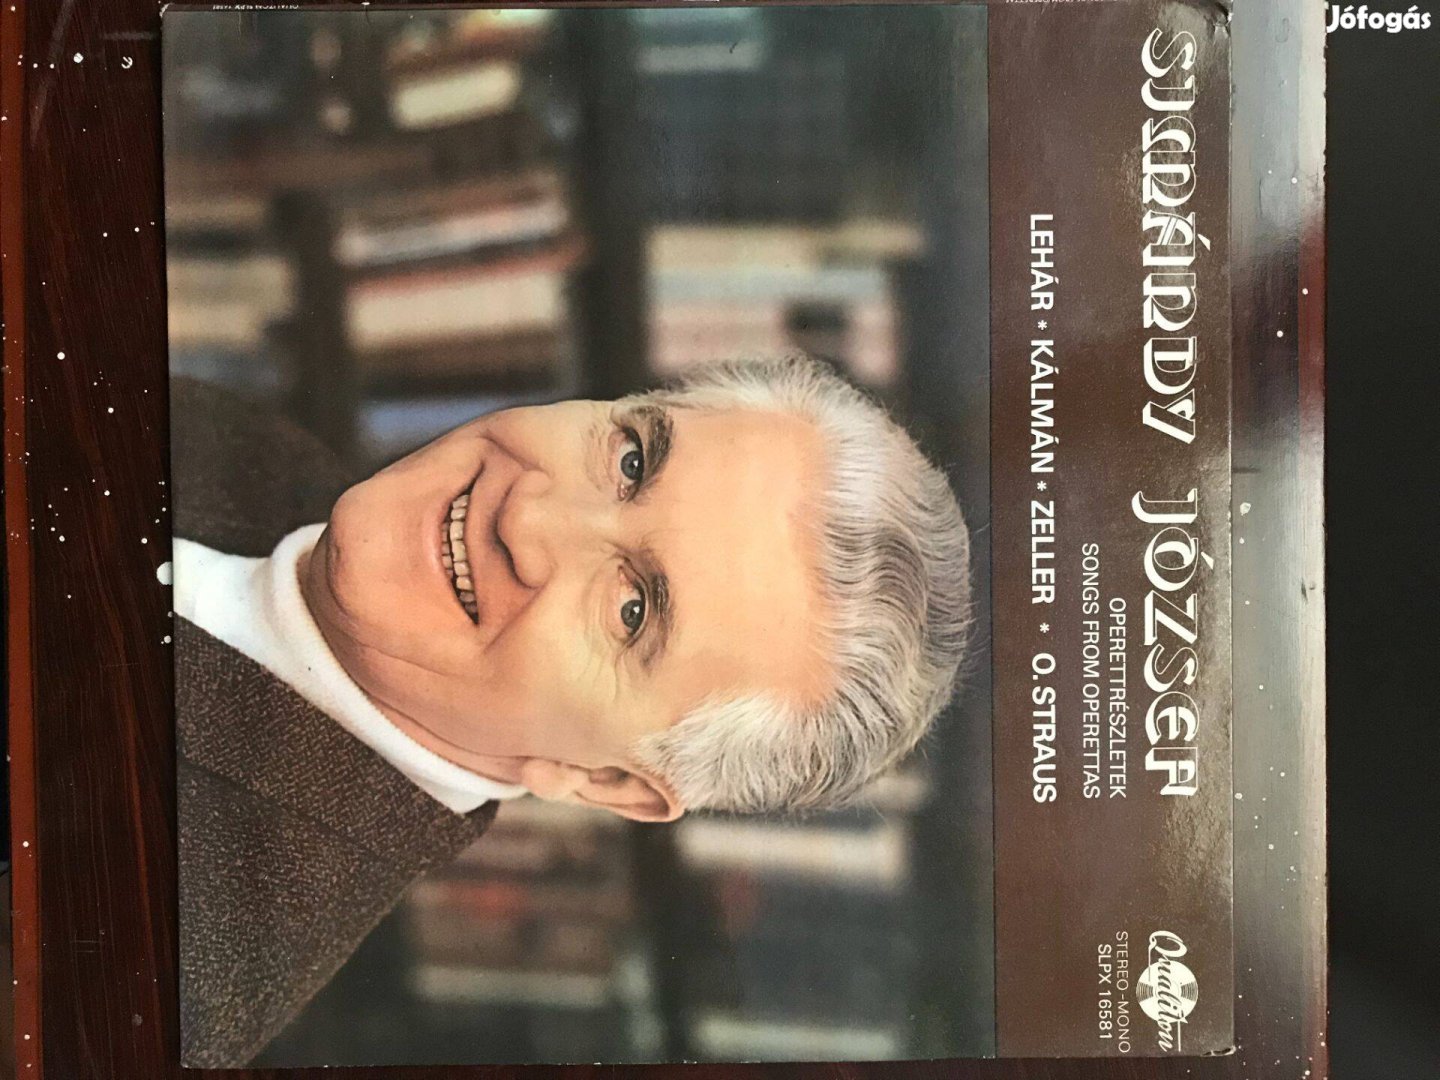 Jófogás
SIMÁNDY JÓZSEF
OPERETTRÉSZLETEK
SONGS FROM OPERETTAS
LEHÁR * KÁLMÁN * ZELLER * O. STRAUS
Qualiton
STEREO-MONO
SLPX 16581